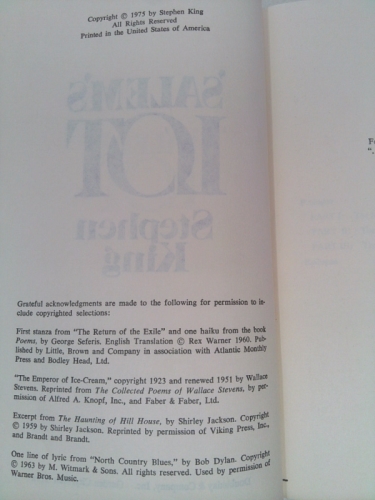 Copyright © 1975 by Stephen King
All Rights Reserved
Printed in the United States of America
'SALEM'S
LOT
Stephen
King
Grateful acknowledgments are made to the following for permission to in-
clude copyrighted selections:
First stanza from "The Return of the Exile" and one haiku from the book
Poems, by George Seferis, English Translation © Rex Warner 1960. Pub-
lished by Little, Brown and Company in association with Atlantic Monthly
Press and Bodley Head, Ltd.
"The Emperor of Ice-Cream," copyright 1923 and renewed 1951 by Wallace
Stevens. Reprinted from The Collected Poems of Wallace Stevens, by per-
mission of Alfred A. Knopf, Inc., and Faber & Faber, Ltd.
Excerpt from The Haunting of Hill House, by Shirley Jackson. Copyright
© 1959 by Shirley Jackson. Reprinted by permission of Viking Press, Inc.,
and Brandt and Brandt.
One line of lyric from "North Country Blues," by Bob Dylan. Copyright
© 1963 by M. Witmark & Sons. All rights reserved. Used by permission of
Warner Bros. Music.